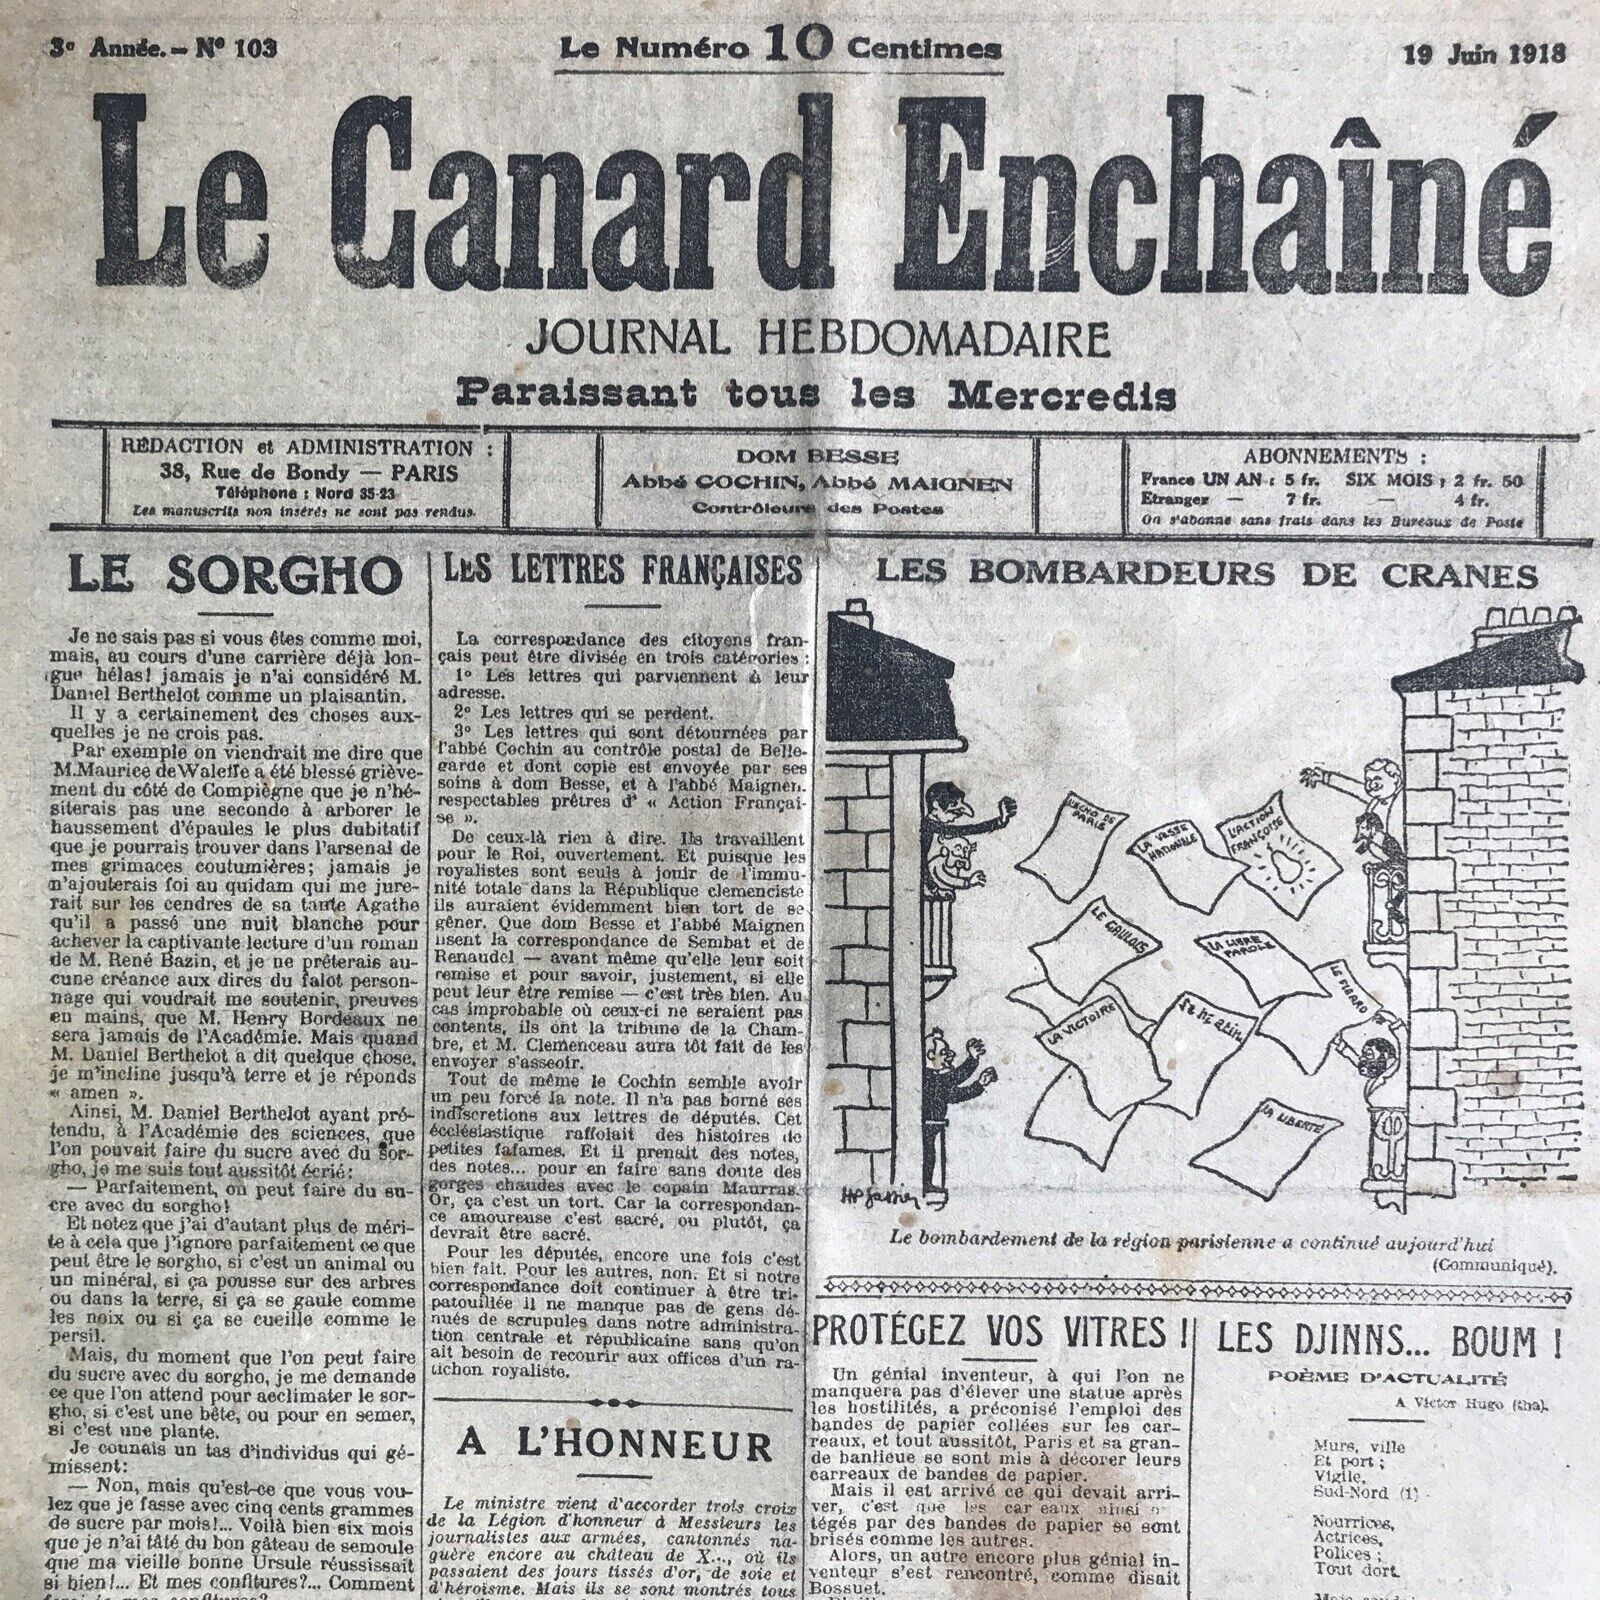 3e Année. — No 103
Le Numéro 10 Centimes
19 Juin 1918
Le Canard Enchaîné
JOURNAL HEBDOMADAIRE
Paraissant tous les Mercredis
RÉDACTION et ADMINISTRATION :
38, Rue de Bondy — PARIS
Téléphone : Nord 35-23
Les manuscrits non insérés ne sont pas rendus.
DOM BESSE
Abbé COCHIN, Abbé MAIGNEN
Contrôleurs des Postes
ABONNEMENTS :
France UN AN : 5 fr. SIX MOIS : 2 fr. 50
Etranger — 7 fr. — 4 fr.
On s'abonne sans frais dans les Bureaux de Poste
LE SORGHO
Je ne sais pas si vous êtes comme moi,
mais, au cours d'une carrière déjà lon-
gue hélas! jamais je n'ai considéré M.
Daniel Berthelot comme un plaisantin.
Il y a certainement des choses aux-
quelles je ne crois pas.
Par exemple on viendrait me dire que
M. Maurice de Waleffe a été blessé griève-
ment du côté de Compiègne que je n'hé-
siterais pas une seconde à arborer le
haussement d'épaules le plus dubitatif
que je pourrais trouver dans l'arsenal de
mes grimaces coutumières; jamais je
n'ajouterais foi au quidam qui me jure-
rait sur les cendres de sa tante Agathe
qu'il a passé une nuit blanche pour
achever la captivante lecture d'un roman
de M. René Bazin, et je ne prêterais au-
cune créance aux dires du falot person-
nage qui voudrait me soutenir, preuves
en mains, que M. Henry Bordeaux ne
sera jamais de l'Académie. Mais quand
M. Daniel Berthelot a dit quelque chose,
je m'incline jusqu'à terre et je réponds
« amen ».
Ainsi, M. Daniel Berthelot ayant pré-
tendu, à l'Académie des sciences, que
l'on pouvait faire du sucre avec du sor-
gho, je me suis tout aussitôt écrié:
— Parfaitement, on peut faire du su-
cre avec du sorgho!
Et notez que j'ai d'autant plus de méri-
te à cela que j'ignore parfaitement ce que
peut être le sorgho, si c'est un animal ou
un minéral, si ça pousse sur des arbres
ou dans la terre, si ça se gaule comme
les noix ou si ça se cueille comme le
persil.
Mais, du moment que l'on peut faire
du sucre avec du sorgho, je me demande
ce que l'on attend pour acclimater le sor-
gho, si c'est une bête, ou pour en semer,
si c'est une plante.
Je connais un tas d'individus qui gé-
missent:
— Non, mais qu'est-ce que vous vou-
lez que je fasse avec cinq cents grammes
de sucre par mois!... Voilà bien six mois
que je n'ai tâté du bon gâteau de semoule
que ma vieille bonne Ursule réussissait
si bien!... Et mes confitures?... Comment
LES LETTRES FRANÇAISES
La correspondance des citoyens fran-
çais peut être divisée en trois catégories :
1° Les lettres qui parviennent à leur
adresse.
2° Les lettres qui se perdent.
3° Les lettres qui sont détournées par
l'abbé Cochin au contrôle postal de Belle-
garde et dont copie est envoyée par ses
soins à dom Besse, et à l'abbé Maignen.
respectables prêtres d' « Action Françai-
se ».
De ceux-là rien à dire. Ils travaillent
pour le Roi, ouvertement. Et puisque les
royalistes sont seuls à jouir de l'immu-
nité totale dans la République clemenciste
ils auraient évidemment bien tort de se
gêner. Que dom Besse et l'abbé Maignen
lisent la correspondance de Sembat et de
Renaudel — avant même qu'elle leur soit
remise et pour savoir, justement, si elle
peut leur être remise — c'est très bien. Au
cas improbable où ceux-ci ne seraient pas
contents, ils ont la tribune de la Cham-
bre, et M. Clemenceau aura tôt fait de les
envoyer s'asseoir.
Tout de même le Cochin semble avoir
un peu forcé la note. Il n'a pas borné ses
indiscretions aux lettres de députés. Cet
écclésiastique raffolait des histoires de
petites fafames. Et il prenait des notes,
des notes... pour en faire sans doute des
gorges chaudes avec le copain Maurras.
Or, ça c'est un tort. Car la correspondan-
ce amoureuse c'est sacré, ou plutôt, ça
devrait être sacré.
Pour les députés, encore une fois c'est
bien fait. Pour les autres, non. Et si notre
correspondance doit continuer à être tri-
patouillée il ne manque pas de gens dé-
nués de scrupules dans notre administra-
tion centrale et républicaine sans qu'on
ait besoin de recourir aux offices d'un ra-
tichon royaliste.
A L'HONNEUR
Le ministre vient d'accorder trois croix
de la Légion d'honneur à Messieurs les
journalistes aux armées, cantonnés na-
guère encore au château de X..., où ils
passaient des jours tissés d'or, de soie et
d'héroïsme. Mais ils se sont montrés tous
LES BOMBARDEURS DE CRANES
L'ECHO DE
PARIS
LA PRESSE
NATIONALE
L'ACTION
FRANÇAISE
LE GAULOIS
LA LIBRE
PAROLE
LE FIGARO
LA VICTOIRE
LE MATIN
LA LIBERTÉ
HP Gassier
Le bombardement de la région parisienne a continué aujourd'hui
(Communiqué).
PROTÉGEZ VOS VITRES !
Un génial inventeur, à qui l'on ne
manquera pas d'élever une statue après
les hostilités, a préconisé l'emploi des
bandes de papier collées sur les car-
reaux, et tout aussitôt, Paris et sa gran-
de banlieue se sont mis à décorer leurs
carreaux de bandes de papier.
Mais il est arrivé ce qui devait arri-
ver, c'est que les car eaux ainsi
tégés par des bandes de papier se sont
brisés comme les autres.
Alors, un autre encore plus génial in-
venteur s'est rencontré, comme disait
Bossuet.
LES DJINNS... BOUM !
POÈME D'ACTUALITÉ
A Victor Hugo (tha).
Murs, ville
Et port ;
Vigile,
Sud-Nord (1).
Nourrices,
Actrices,
Polices ;
Tout dort.